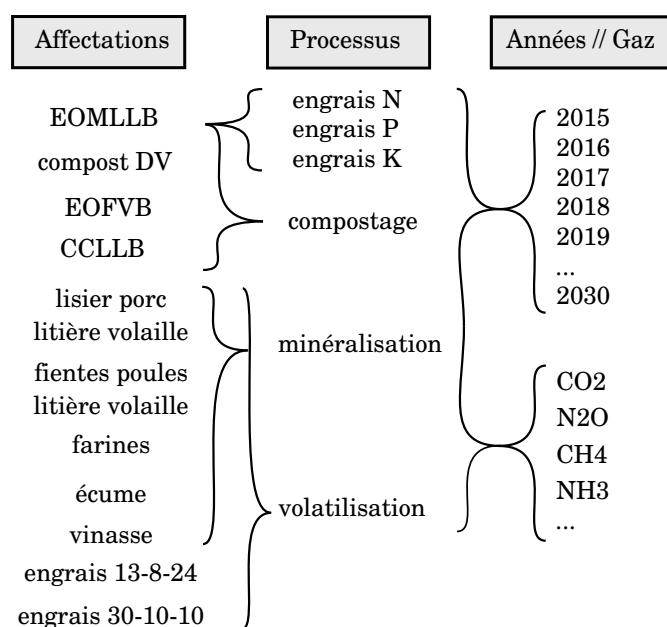 Affectations
Processus
Années // Gaz
EOMLLB
compost DV
EOFVB
CCLLB
lisier porc
litière volaille
fientes poules
litière volaille
farines
écume
vinasse
engrais 13-8-24
engrais 30-10-10
engrais N
engrais P
engrais K
compostage
minéralisation
volatilisation
2015
2016
2017
2018
2019
...
2030
CO2
N2O
CH4
NH3
...